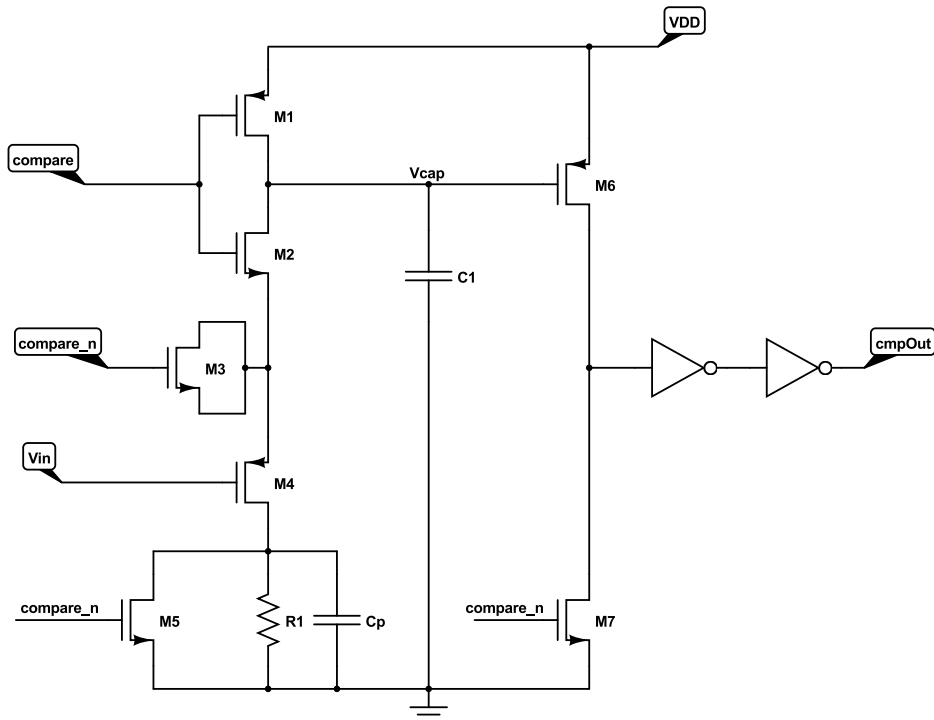 VDD
M1
compare
Vcap
M6
M2
C1
compare_n
M3
cmpOut
Vin
M4
compare_n
M5
R1
Cp
compare_n
M7